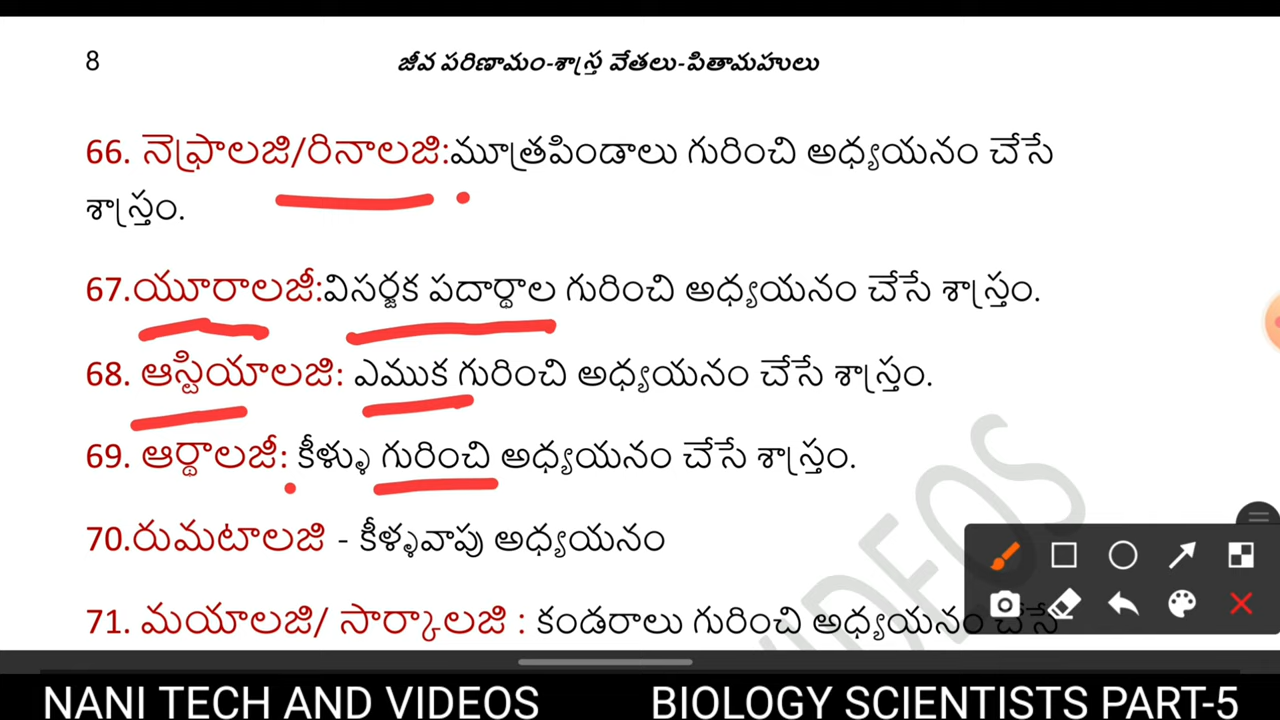 8
జీవ పరిణామం-శాస్త్ర వేతలు-పితామహులు
66. నెఫ్రాలజి/రినాలజి:మూత్రపిండాలు గురించి అధ్యయనం చేసే
శాస్త్రం.
67.యూరాలజీ:విసర్జక పదార్థాల గురించి అధ్యయనం చేసే శాస్త్రం.
68. ఆస్టియాలజి: ఎముక గురించి అధ్యయనం చేసే శాస్త్రం.
69. ఆర్థాలజీ: కీళ్ళు గురించి అధ్యయనం చేసే శాస్త్రం.
70.రుమటాలజి - కీళ్ళవాపు అధ్యయనం
71. మయాలజి/ సార్కాలజి : కండరాలు గురించి అధ్యయనం చేసే
VIDEOS
NANI TECH AND VIDEOS BIOLOGY SCIENTISTS PART-5